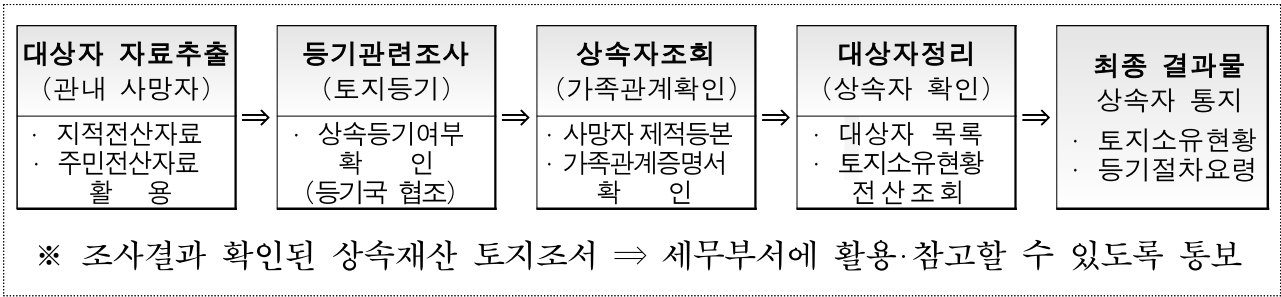 대상자 자료추출
(관내 사망자)
· 지적전산자료
· 주민전산자료
활 용
⇒
등기관련조사
(토지등기)
· 상속등기여부
확 인
(등기국 협조)
⇒
상속자조회
(가족관계확인)
· 사망자 제적등본
· 가족관계증명서
확 인
⇒
대상자정리
(상속자 확인)
· 대상자 목록
· 토지소유현황
전산조회
⇒
최종 결과물
상속자 통지
· 토지소유현황
· 등기절차요령
※ 조사결과 확인된 상속재산 토지조서 ⇒ 세무부서에 활용·참고할 수 있도록 통보